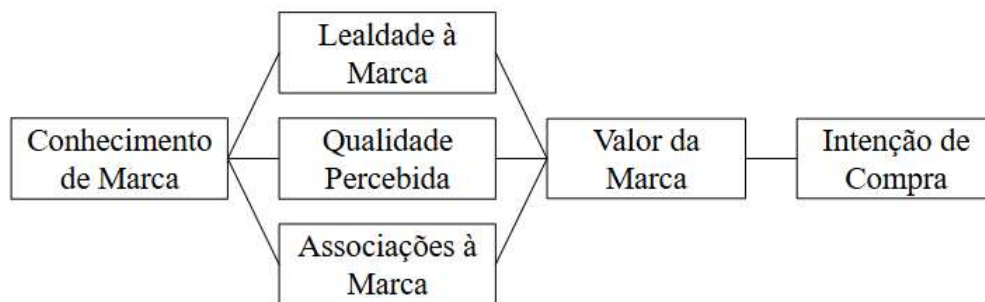 Conhecimento
de Marca
Lealdade à
Marca
Qualidade
Percebida
Associações à
Marca
Valor da
Marca
Intenção de
Compra